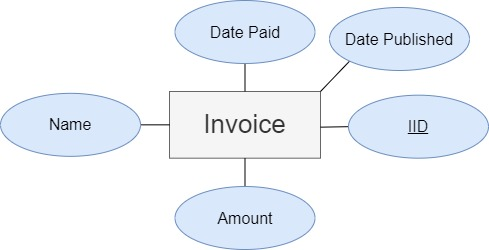 Date Paid
Date Published
Name
Invoice
IID
Amount